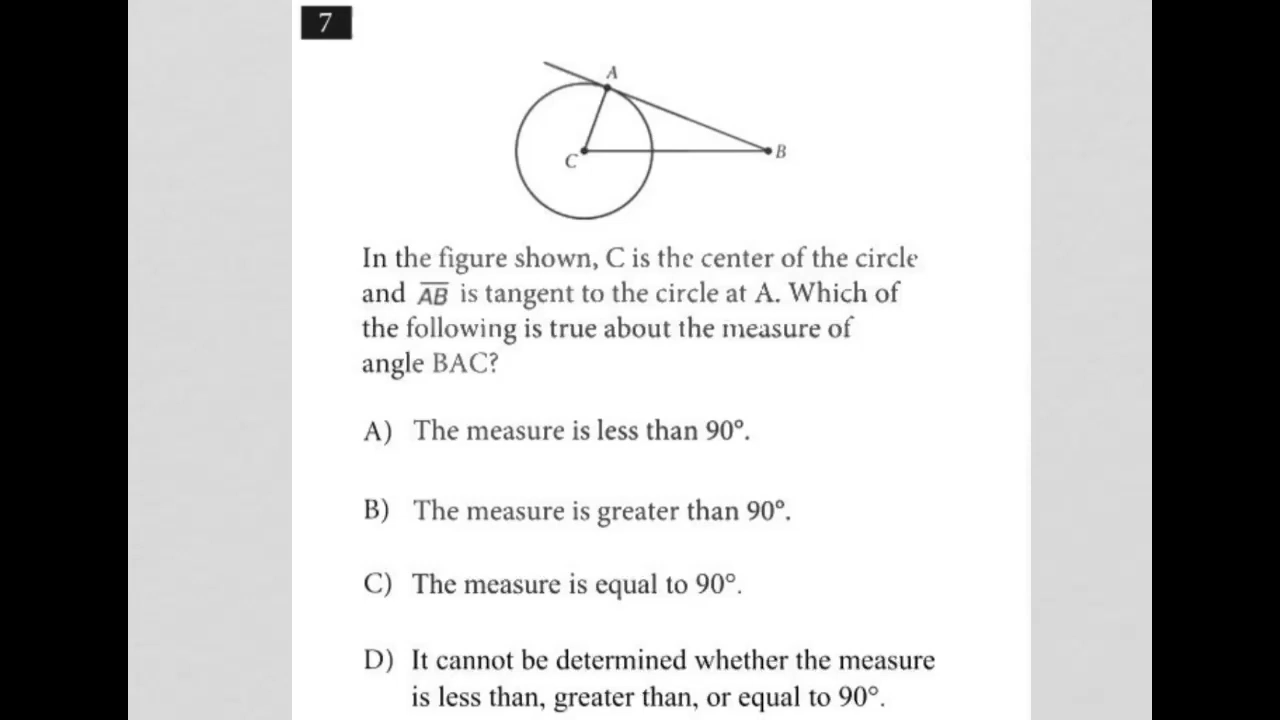 7
A
C
B
In the figure shown, C is the center of the circle
and AB is tangent to the circle at A. Which of
the following is true about the measure of
angle BAC?
A) The measure is less than 90°.
B) The measure is greater than 90°.
C) The measure is equal to 90°.
D) It cannot be determined whether the measure
is less than, greater than, or equal to 90°.